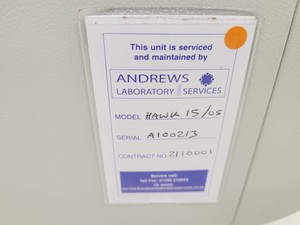 This unit is serviced
and maintained by
ANDREWS
LABORATORY SERVICES
MODEL HAWK 15/05
SERIAL A100213
CONTRACT NO. 2110001
Service call: